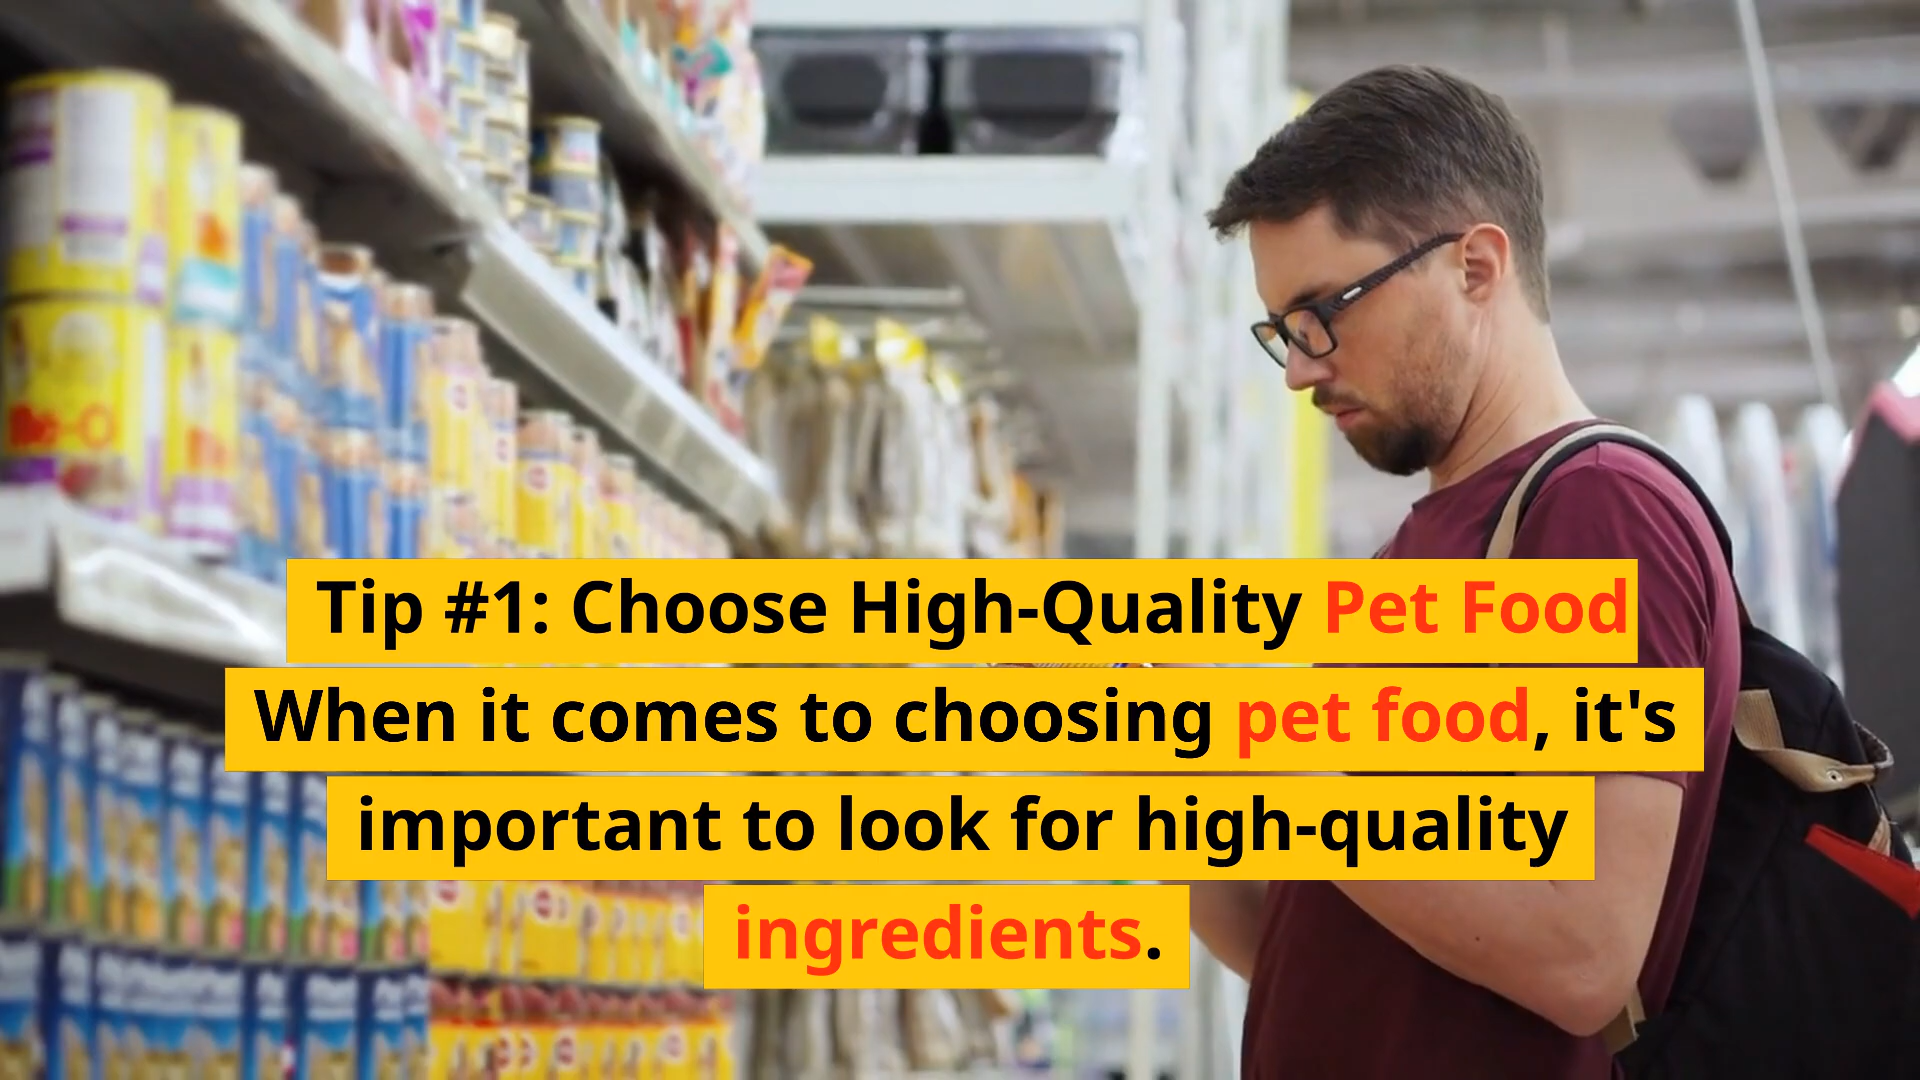 Tip #1: Choose High-Quality Pet Food
When it comes to choosing pet food, it's
important to look for high-quality
ingredients.